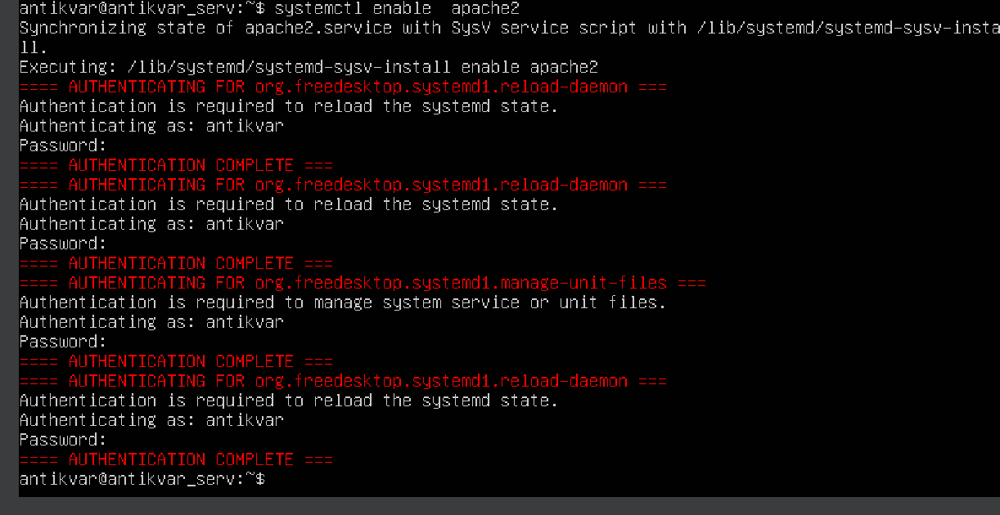 antikvar@antikvar_serv:~$ systemctl enable  apache2
Synchronizing state of apache2.service with SysV service script with /lib/systemd/systemd-sysv-insta
ll.
Executing: /lib/systemd/systemd-sysv-install enable apache2
==== AUTHENTICATING FOR org.freedesktop.systemd1.reload-daemon ===
Authentication is required to reload the systemd state.
Authenticating as: antikvar
Password:
==== AUTHENTICATION COMPLETE ===
==== AUTHENTICATING FOR org.freedesktop.systemd1.reload-daemon ===
Authentication is required to reload the systemd state.
Authenticating as: antikvar
Password:
==== AUTHENTICATION COMPLETE ===
==== AUTHENTICATING FOR org.freedesktop.systemd1.manage-unit-files ===
Authentication is required to manage system service or unit files.
Authenticating as: antikvar
Password:
==== AUTHENTICATION COMPLETE ===
==== AUTHENTICATING FOR org.freedesktop.systemd1.reload-daemon ===
Authentication is required to reload the systemd state.
Authenticating as: antikvar
Password:
==== AUTHENTICATION COMPLETE ===
antikvar@antikvar_serv:~$